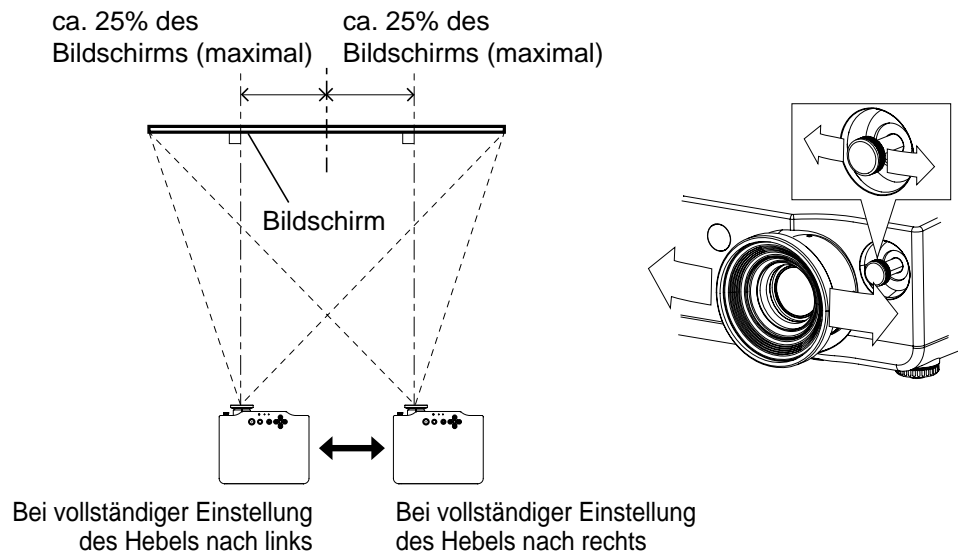 ca. 25% des
Bildschirms (maximal)
ca. 25% des
Bildschirms (maximal)
Bildschirm
Bei vollständiger Einstellung
des Hebels nach links
Bei vollständiger Einstellung
des Hebels nach rechts